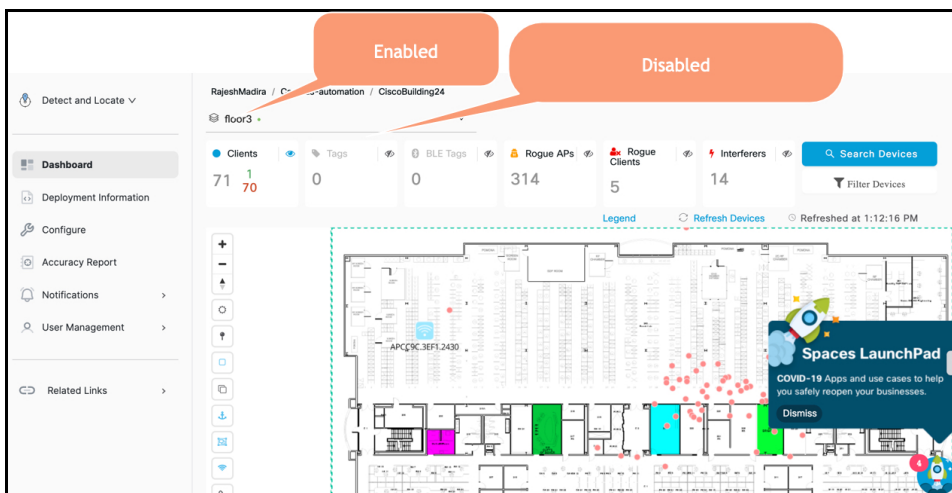 Enabled
Disabled
Detect and Locate
RajeshMadira / / CiscoBuilding24
floor3
Clients
Tags
BLE Tags
Rogue APs
Rogue
Clients
Interferers
Search Devices
71
1
70
0
0
314
5
14
Filter Devices
Dashboard
Deployment Information
Configure
Accuracy Report
Notifications
User Management
Related Links
Legend
Refresh Devices
Refreshed at 1:12:16 PM
APCC9C.3EF1.2430
Spaces LaunchPad
COVID-19 Apps and use cases to help
you safely reopen your businesses.
Dismiss
4